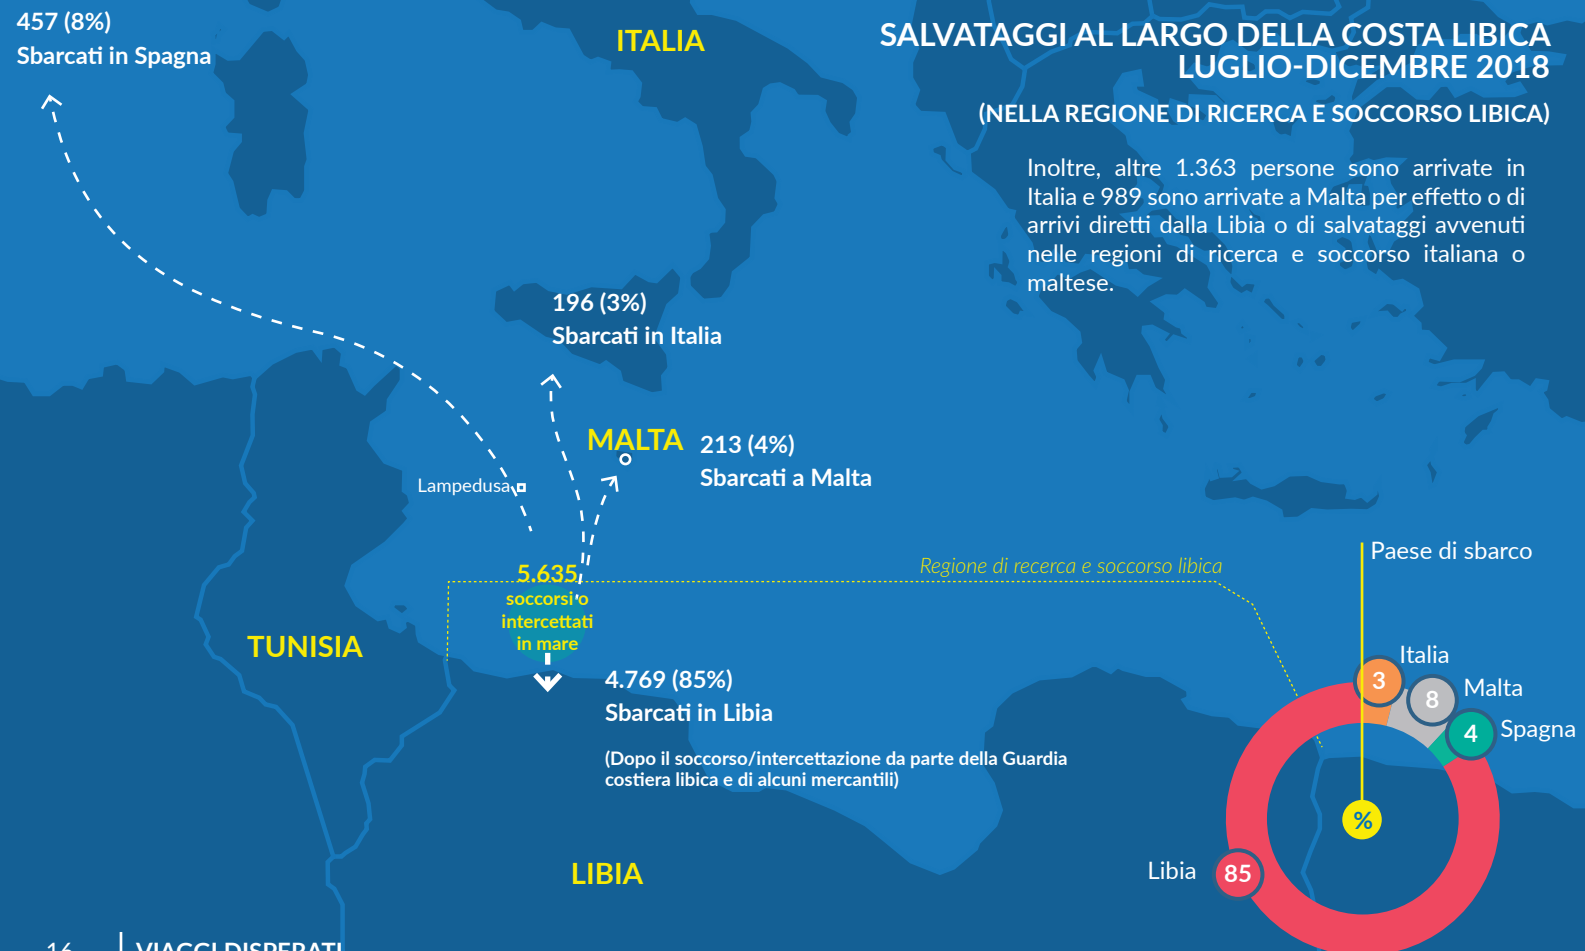 457 (8%)
Sbarcati in Spagna
ITALIA
SALVATAGGI AL LARGO DELLA COSTA LIBICA
LUGLIO-DICEMBRE 2018
(NELLA REGIONE DI RICERCA E SOCCORSO LIBICA)
Inoltre, altre 1.363 persone sono arrivate in
Italia e 989 sono arrivate a Malta per effetto o di
arrivi diretti dalla Libia o di salvataggi avvenuti
nelle regioni di ricerca e soccorso italiana o
maltese.
196 (3%)
Sbarcati in Italia
MALTA
213 (4%)
Sbarcati a Malta
Lampedusa
5.635
soccorsi o
intercettati
in mare
Regione di recerca e soccorso libica
TUNISIA
4.769 (85%)
Sbarcati in Libia
(Dopo il soccorso/intercettazione da parte della Guardia
costiera libica e di alcuni mercantili)
LIBIA
Paese di sbarco
Italia
3
Malta
8
Spagna
4
%
Libia
85
16
VIAGGI DISPERATI